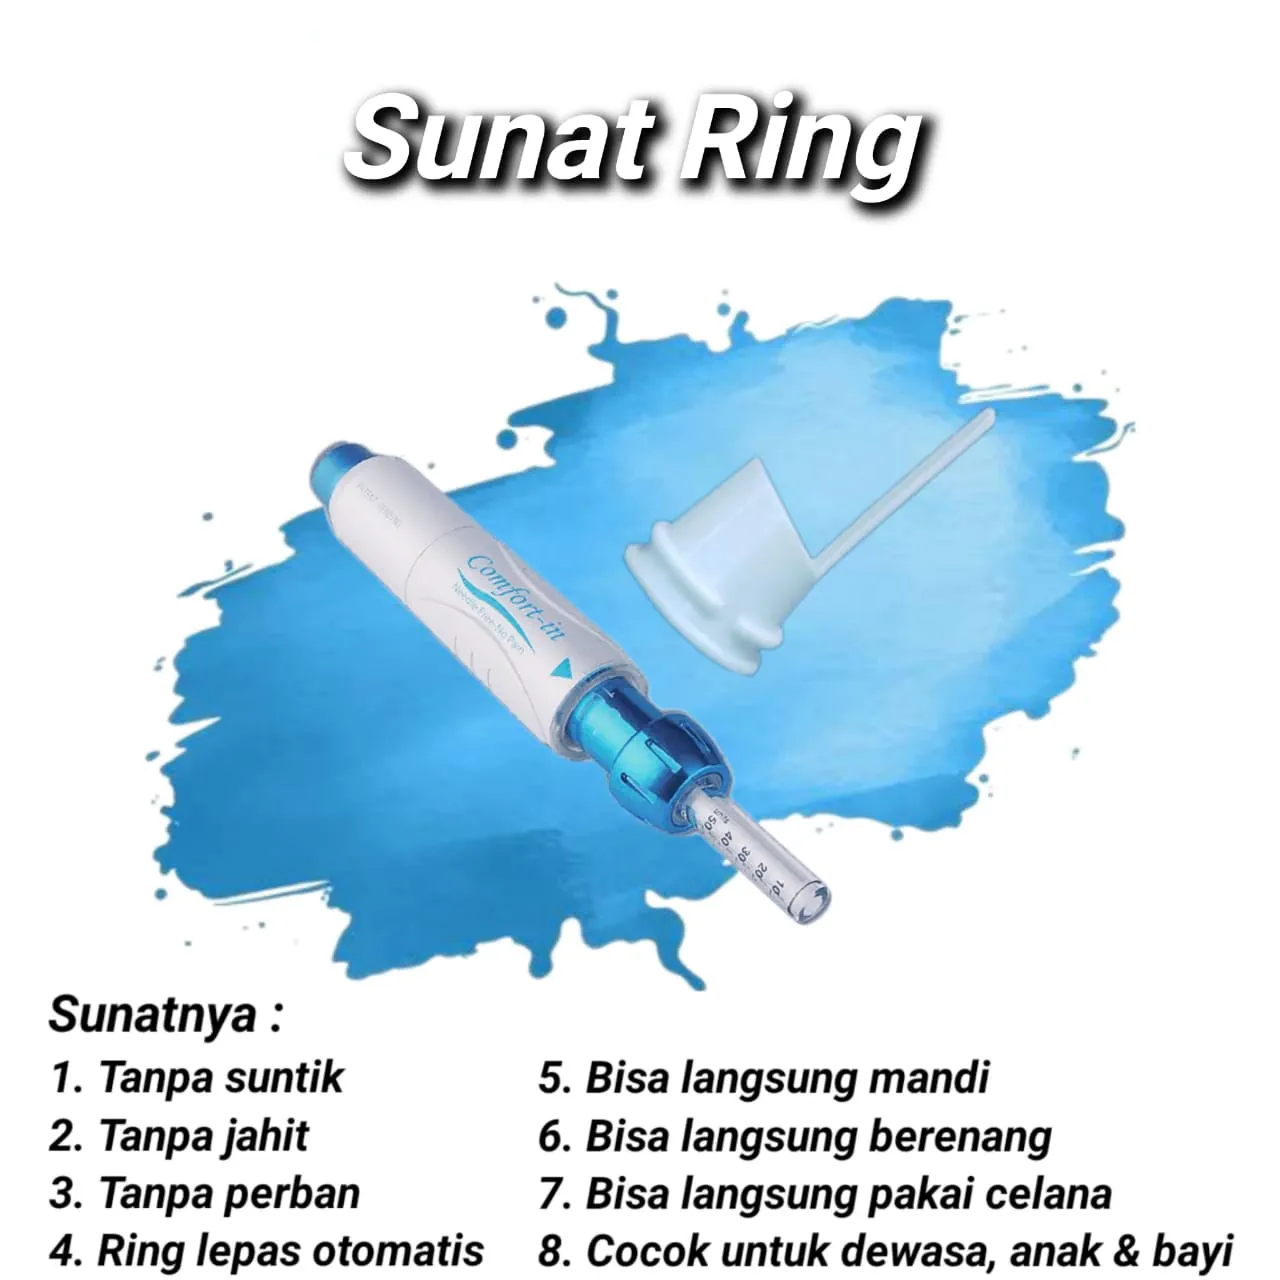 Sunat Ring
Comfort-in
Needle Free-No Pain
50
40
30
20
10
Sunatnya :
1. Tanpa suntik
2. Tanpa jahit
3. Tanpa perban
4. Ring lepas otomatis
5. Bisa langsung mandi
6. Bisa langsung berenang
7. Bisa langsung pakai celana
8. Cocok untuk dewasa, anak & bayi